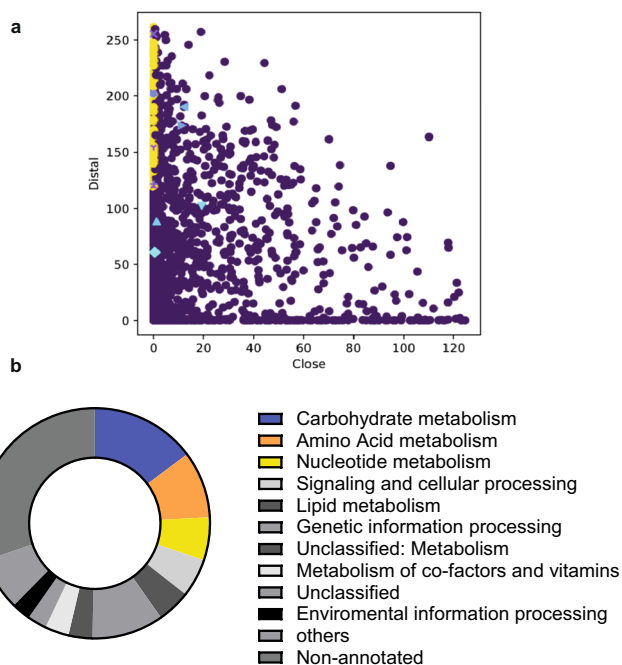 a
250
200
150
100
50
0
Distal
0 20 40 60 80 100 120
Close
b
Carbohydrate metabolism
Amino Acid metabolism
Nucleotide metabolism
Signaling and cellular processing
Lipid metabolism
Genetic information processing
Unclassified: Metabolism
Metabolism of co-factors and vitamins
Unclassified
Enviromental information processing
others
Non-annotated